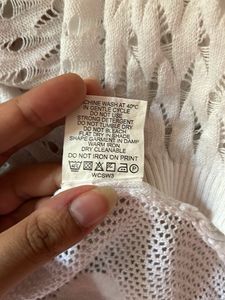 CHINE WASH AT 40°C
IN GENTLE CYCLE
DO NOT USE
STRONG DETERGENT
DO NOT TUMBLE DRY
DO NOT BLEACH
FLAT DRY IN SHADE
SHAPE GARMENT IN DAMP
WARM IRON
DRY CLEANABLE
DO NOT IRON ON PRINT
WCSW3